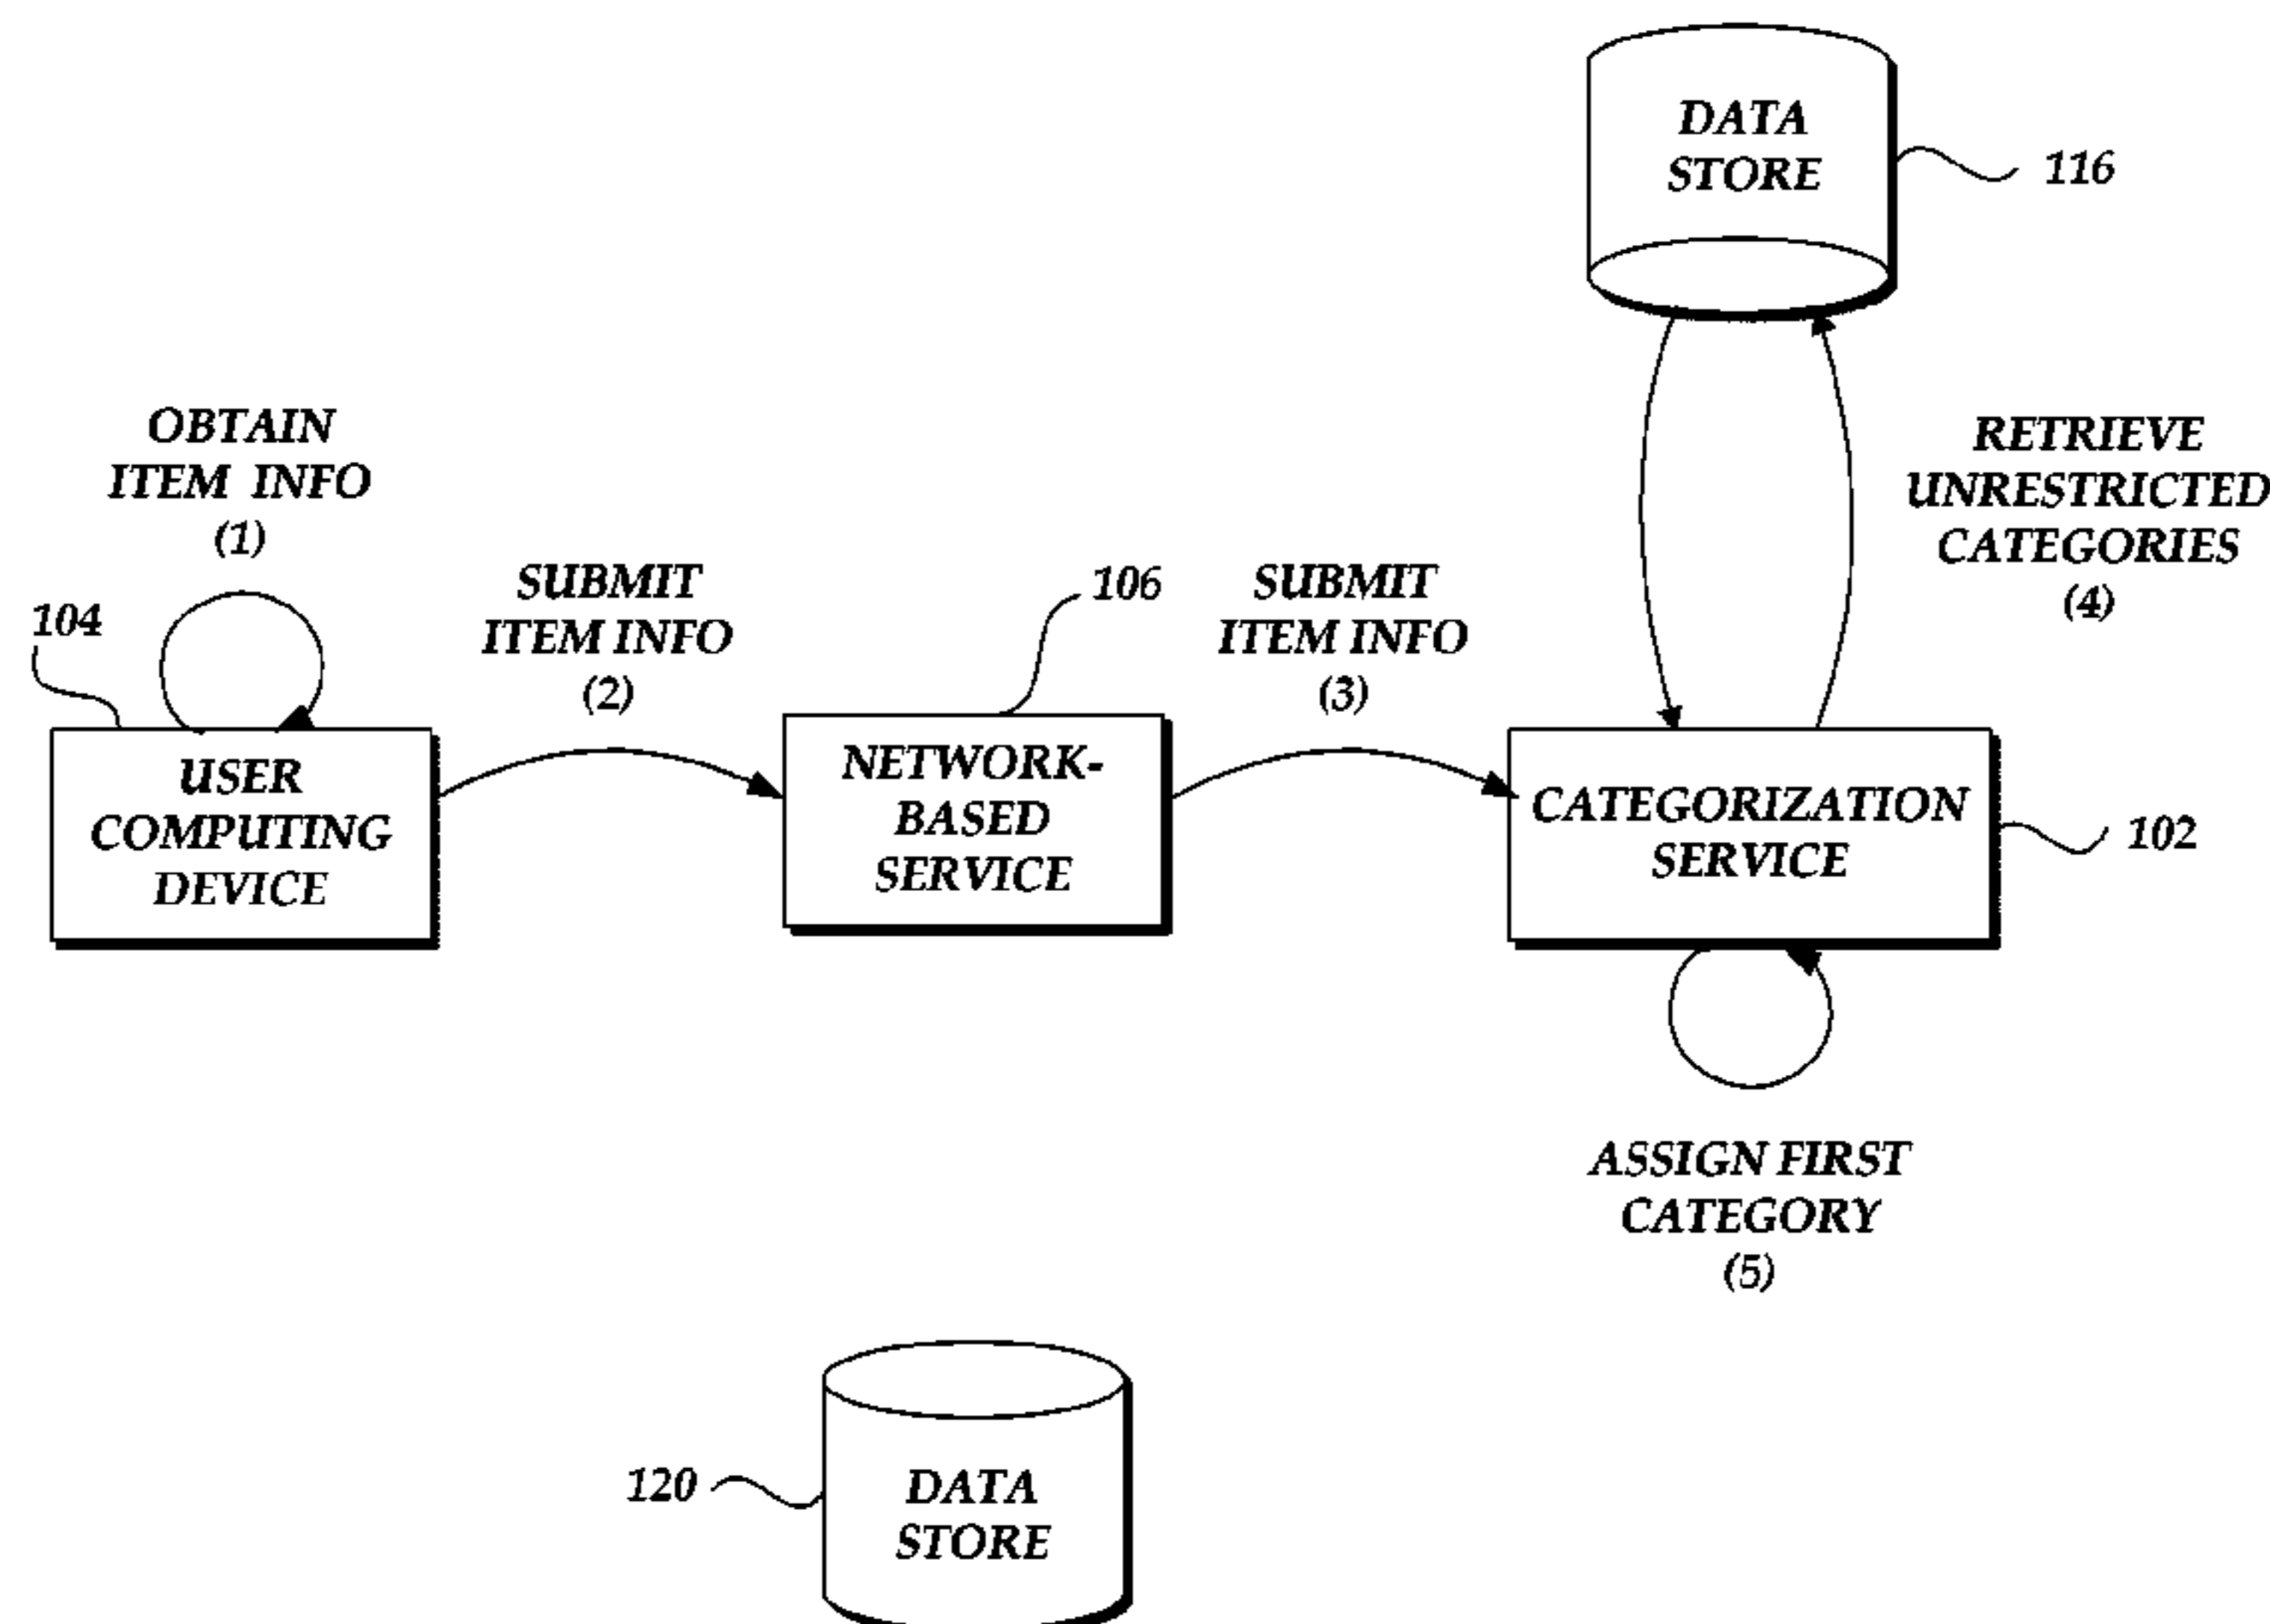 DATA
STORE
116
OBTAIN
ITEM INFO
(1)
RETRIEVE
UNRESTRICTED
CATEGORIES
(4)
104
SUBMIT
ITEM INFO
(2)
106
SUBMIT
ITEM INFO
(3)
USER
COMPUTING
DEVICE
NETWORK-
BASED
SERVICE
CATEGORIZATION
SERVICE
102
ASSIGN FIRST
CATEGORY
(5)
120
DATA
STORE